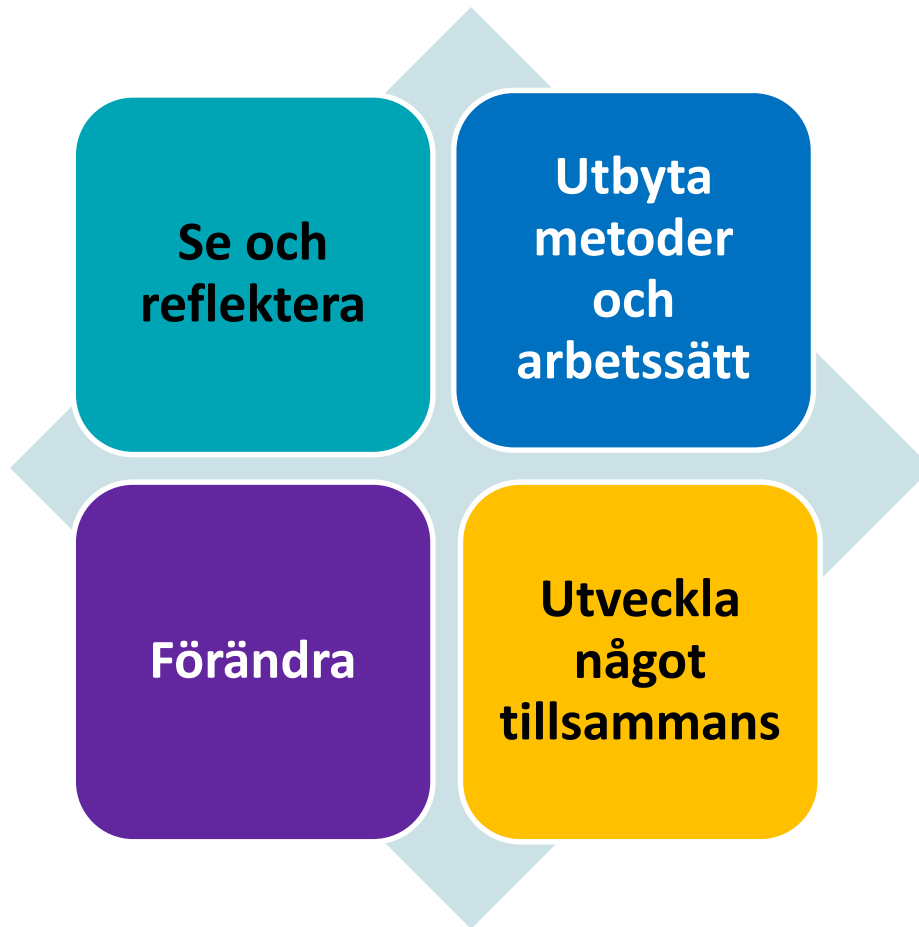 Se och
reflektera
Utbyta
metoder
och
arbetssätt
Förändra
Utveckla
något
tillsammans